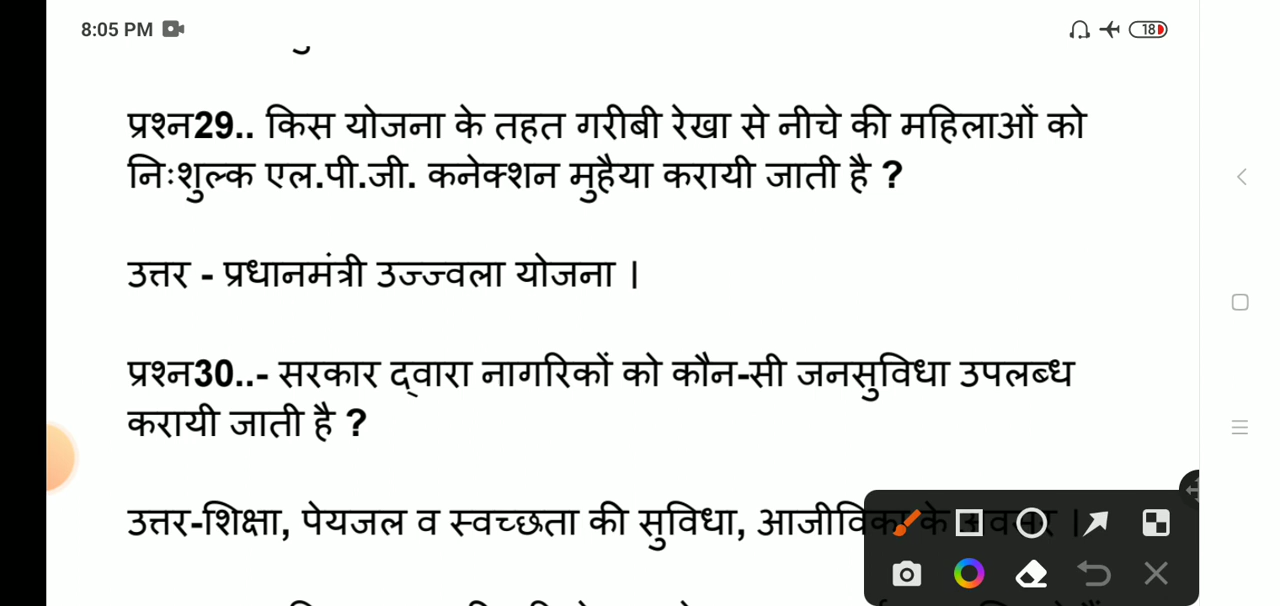 8:05 PM
18
प्रश्न29.. किस योजना के तहत गरीबी रेखा से नीचे की महिलाओं को
निःशुल्क एल.पी.जी. कनेक्शन मुहैया करायी जाती है ?
उत्तर - प्रधानमंत्री उज्ज्वला योजना ।
प्रश्न30..- सरकार द्वारा नागरिकों को कौन-सी जनसुविधा उपलब्ध
करायी जाती है ?
उत्तर-शिक्षा, पेयजल व स्वच्छता की सुविधा, आजीविका के अवसर ।